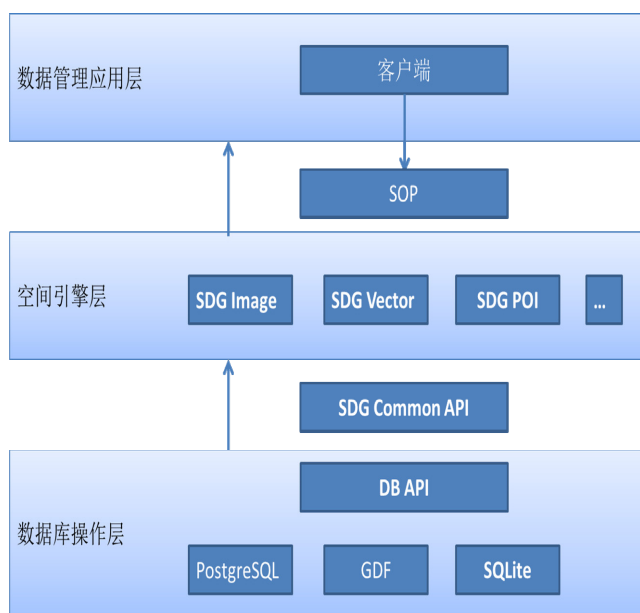 客户端
数据管理应用层
SOP
空间引擎层
SDG Image
SDG Vector
SDG POI
...
SDG Common API
DB API
数据库操作层
PostgreSQL
GDF
SQLite